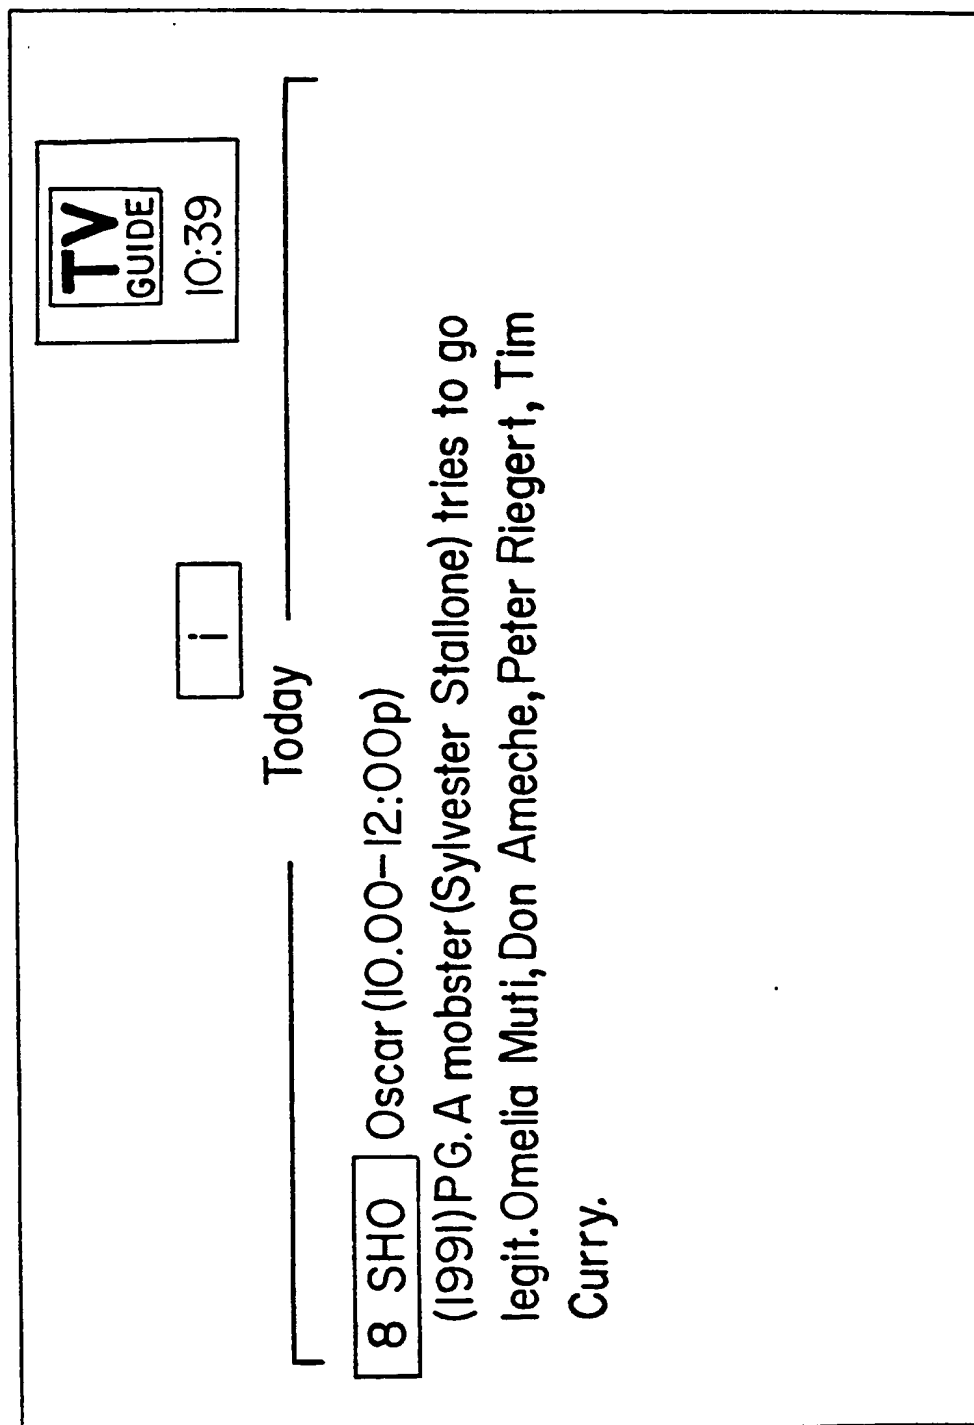 TV
GUIDE
10:39
i
Today
8 SHO Oscar (10.00-12:00p)
(1991) PG. A mobster (Sylvester Stallone) tries to go
legit. Omelia Muti, Don Ameche, Peter Riegert, Tim
Curry.